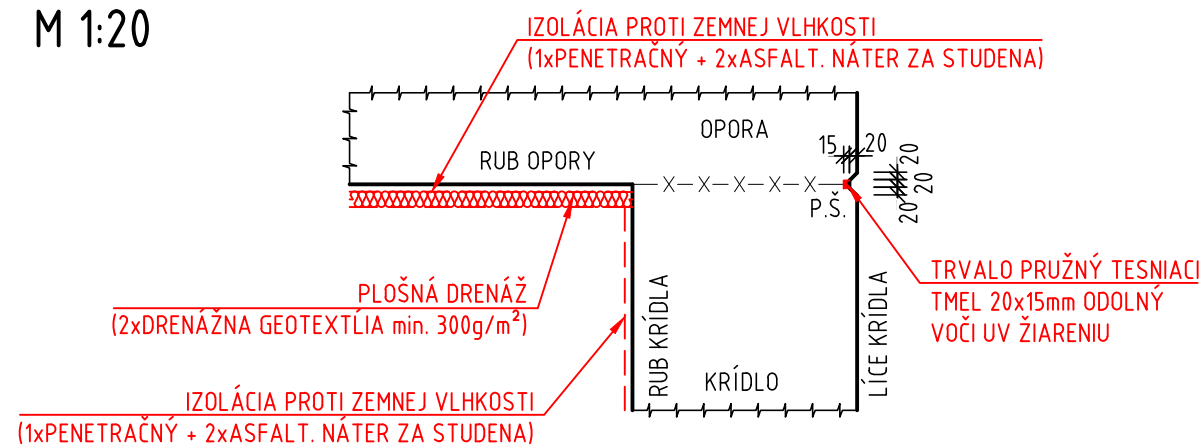 M 1:20
IZOLÁCIA PROTI ZEMNEJ VLHKOSTI
(1xPENETRAČNÝ + 2xASFALT. NÁTER ZA STUDENA)
OPORA
RUB OPORY
15
20
20
20
20
P.Š.
TRVALO PRUŽNÝ TESNIACI
TMEL 20x15mm ODOLNÝ
VOČI UV ŽIARENIU
PLOŠNÁ DRENÁŽ
(2xDRENÁŽNA GEOTEXTÍLIA min. 300g/m²)
RUB KRÍDLA
KRÍDLO
LÍCE KRÍDLA
IZOLÁCIA PROTI ZEMNEJ VLHKOSTI
(1xPENETRAČNÝ + 2xASFALT. NÁTER ZA STUDENA)